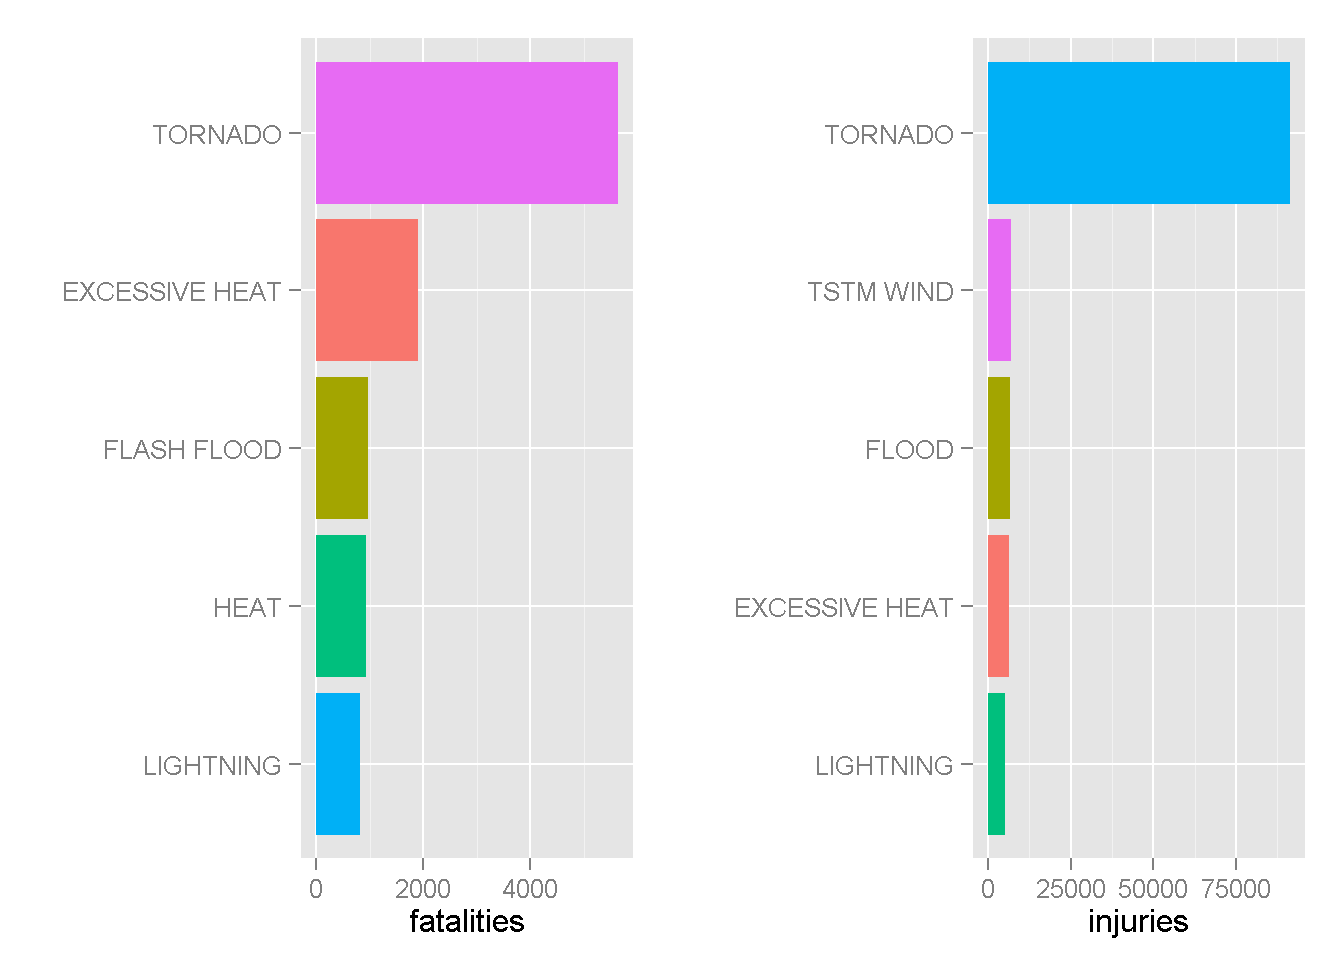 TORNADO
EXCESSIVE HEAT
FLASH FLOOD
HEAT
LIGHTNING
0 2000 4000
fatalities
TORNADO
TSTM WIND
FLOOD
EXCESSIVE HEAT
LIGHTNING
0 25000 50000 75000
injuries